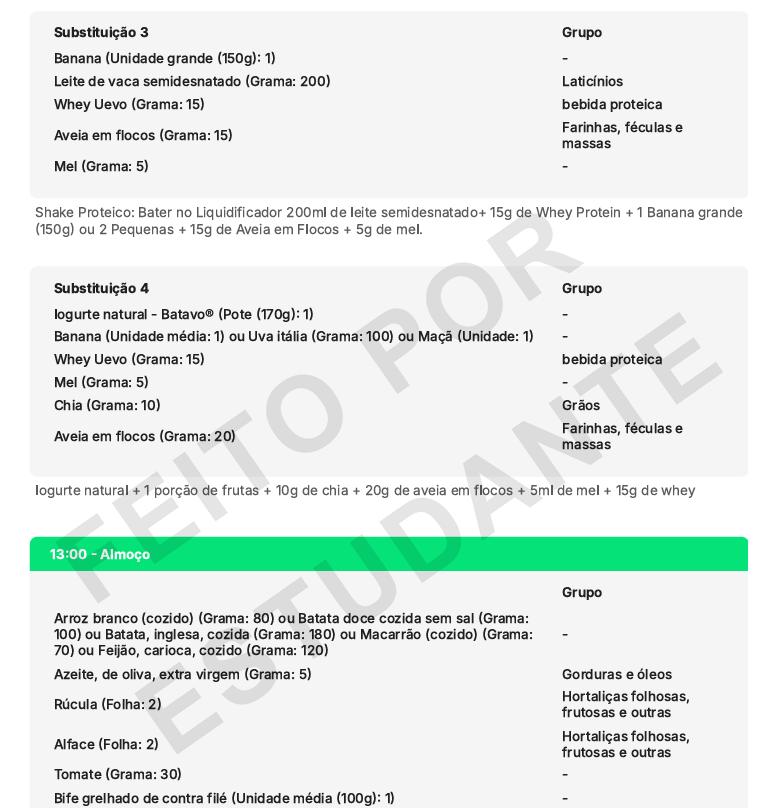 Substituição 3 Grupo
Banana (Unidade grande (150g): 1) -
Leite de vaca semidesnatado (Grama: 200) Laticínios
Whey Uevo (Grama: 15) bebida proteica
Aveia em flocos (Grama: 15) Farinhas, féculas e
massas
Mel (Grama: 5) -
Shake Proteico: Bater no Liquidificador 200ml de leite semidesnatado+ 15g de Whey Protein + 1 Banana grande
(150g) ou 2 Pequenas + 15g de Aveia em Flocos + 5g de mel.
Substituição 4 Grupo
Iogurte natural - Batavo® (Pote (170g): 1) -
Banana (Unidade média: 1) ou Uva itália (Grama: 100) ou Maçã (Unidade: 1) -
Whey Uevo (Grama: 15) bebida proteica
Mel (Grama: 5) -
Chia (Grama: 10) Grãos
Aveia em flocos (Grama: 20) Farinhas, féculas e
massas
Iogurte natural + 1 porção de frutas + 10g de chia + 20g de aveia em flocos + 5ml de mel + 15g de whey
13:00 - Almoço
Grupo
Arroz branco (cozido) (Grama: 80) ou Batata doce cozida sem sal (Grama:
100) ou Batata, inglesa, cozida (Grama: 180) ou Macarrão (cozido) (Grama: -
70) ou Feijão, carioca, cozido (Grama: 120)
Azeite, de oliva, extra virgem (Grama: 5) Gorduras e óleos
Rúcula (Folha: 2) Hortaliças folhosas,
frutosas e outras
Alface (Folha: 2) Hortaliças folhosas,
frutosas e outras
Tomate (Grama: 30) -
Bife grelhado de contra filé (Unidade média (100g): 1) -
FEITO POR
ESTUDANTE